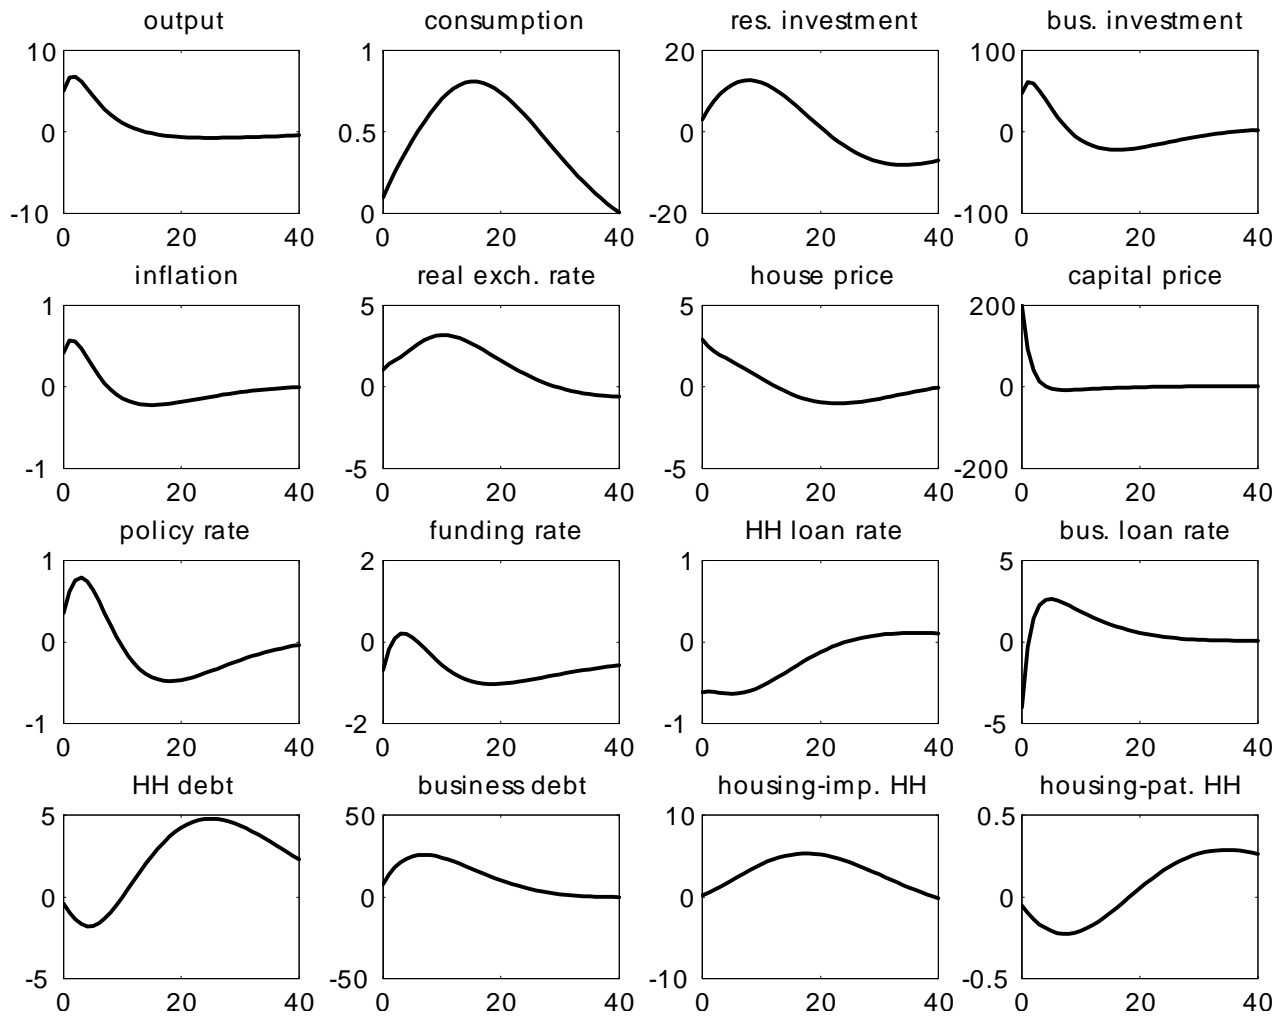 output consumption res. investment bus. investment
10 1 20 100
0 0.5 0 0
-10 0 -20 -100
0 20 40 0 20 40 0 20 40 0 20 40
inflation real exch. rate house price capital price
1 5 5 200
0 0 0 0
-1 -5 -5 -200
0 20 40 0 20 40 0 20 40 0 20 40
policy rate funding rate HH loan rate bus. loan rate
1 2 1 5
0 0 0 0
-1 -2 -1 -5
0 20 40 0 20 40 0 20 40 0 20 40
HH debt business debt housing-imp. HH housing-pat. HH
5 50 10 0.5
0 0 0 0
-5 -50 -10 -0.5
0 20 40 0 20 40 0 20 40 0 20 40